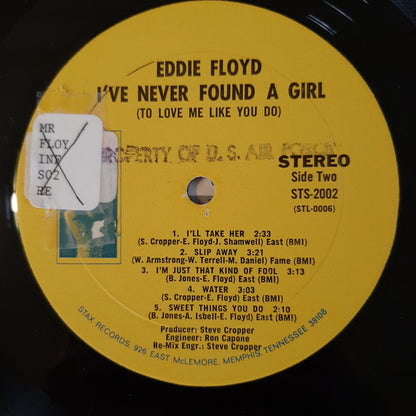 EDDIE FLOYD
I'VE NEVER FOUND A GIRL
(TO LOVE ME LIKE YOU DO)
MR
FLOY
INF
S02
RE
PROPERTY OF U. S. AIR FORCE
STEREO
Side Two
STS-2002
(STL-0006)
1. I'LL TAKE HER 2:33
(S. Cropper-E. Floyd-J. Shamwell) East (BMI)
2. SLIP AWAY 3:21
(W. Armstrong-W. Terrell-M. Daniel) Fame (BMI)
3. I'M JUST THAT KIND OF FOOL 3:13
(B. Jones-E. Floyd) East (BMI)
4. WATER 3:03
(S. Cropper-E. Floyd) East (BMI)
5. SWEET THINGS YOU DO 2:10
(B. Jones-A. Isbell-E. Floyd) East (BMI)
Producer: Steve Cropper
Engineer: Ron Capone
Re-Mix Engr.: Steve Cropper
STAX RECORDS, 926 EAST McLEMORE, MEMPHIS, TENNESSEE 38106